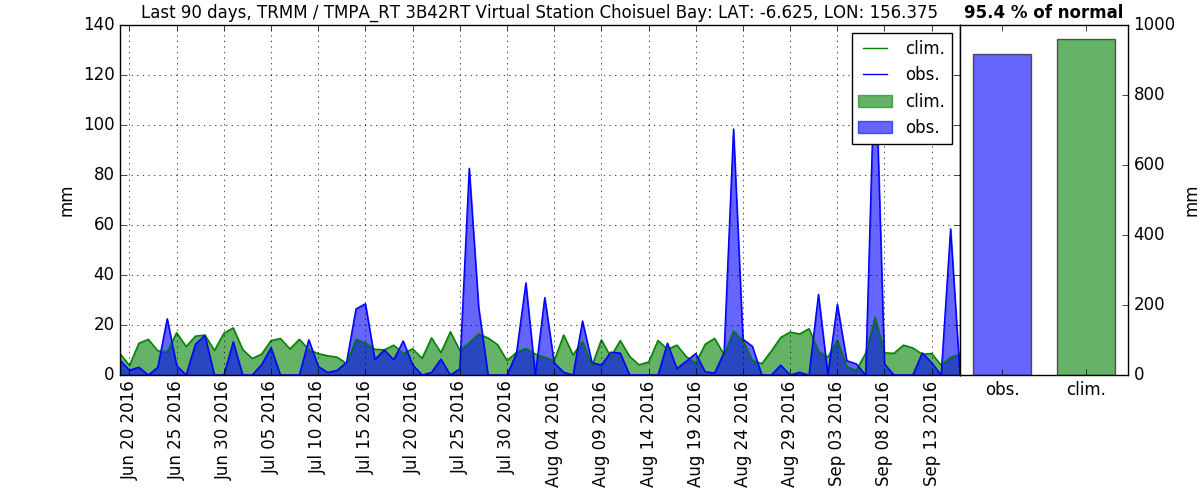 Last 90 days, TRMM / TMPA_RT 3B42RT Virtual Station Choisuel Bay: LAT: -6.625, LON: 156.375
95.4 % of normal
140
120
100
80
60
40
20
0
mm
clim.
obs.
clim.
obs.
Jun 20 2016
Jun 25 2016
Jun 30 2016
Jul 05 2016
Jul 10 2016
Jul 15 2016
Jul 20 2016
Jul 25 2016
Jul 30 2016
Aug 04 2016
Aug 09 2016
Aug 14 2016
Aug 19 2016
Aug 24 2016
Aug 29 2016
Sep 03 2016
Sep 08 2016
Sep 13 2016
1000
800
600
400
200
0
mm
obs.
clim.